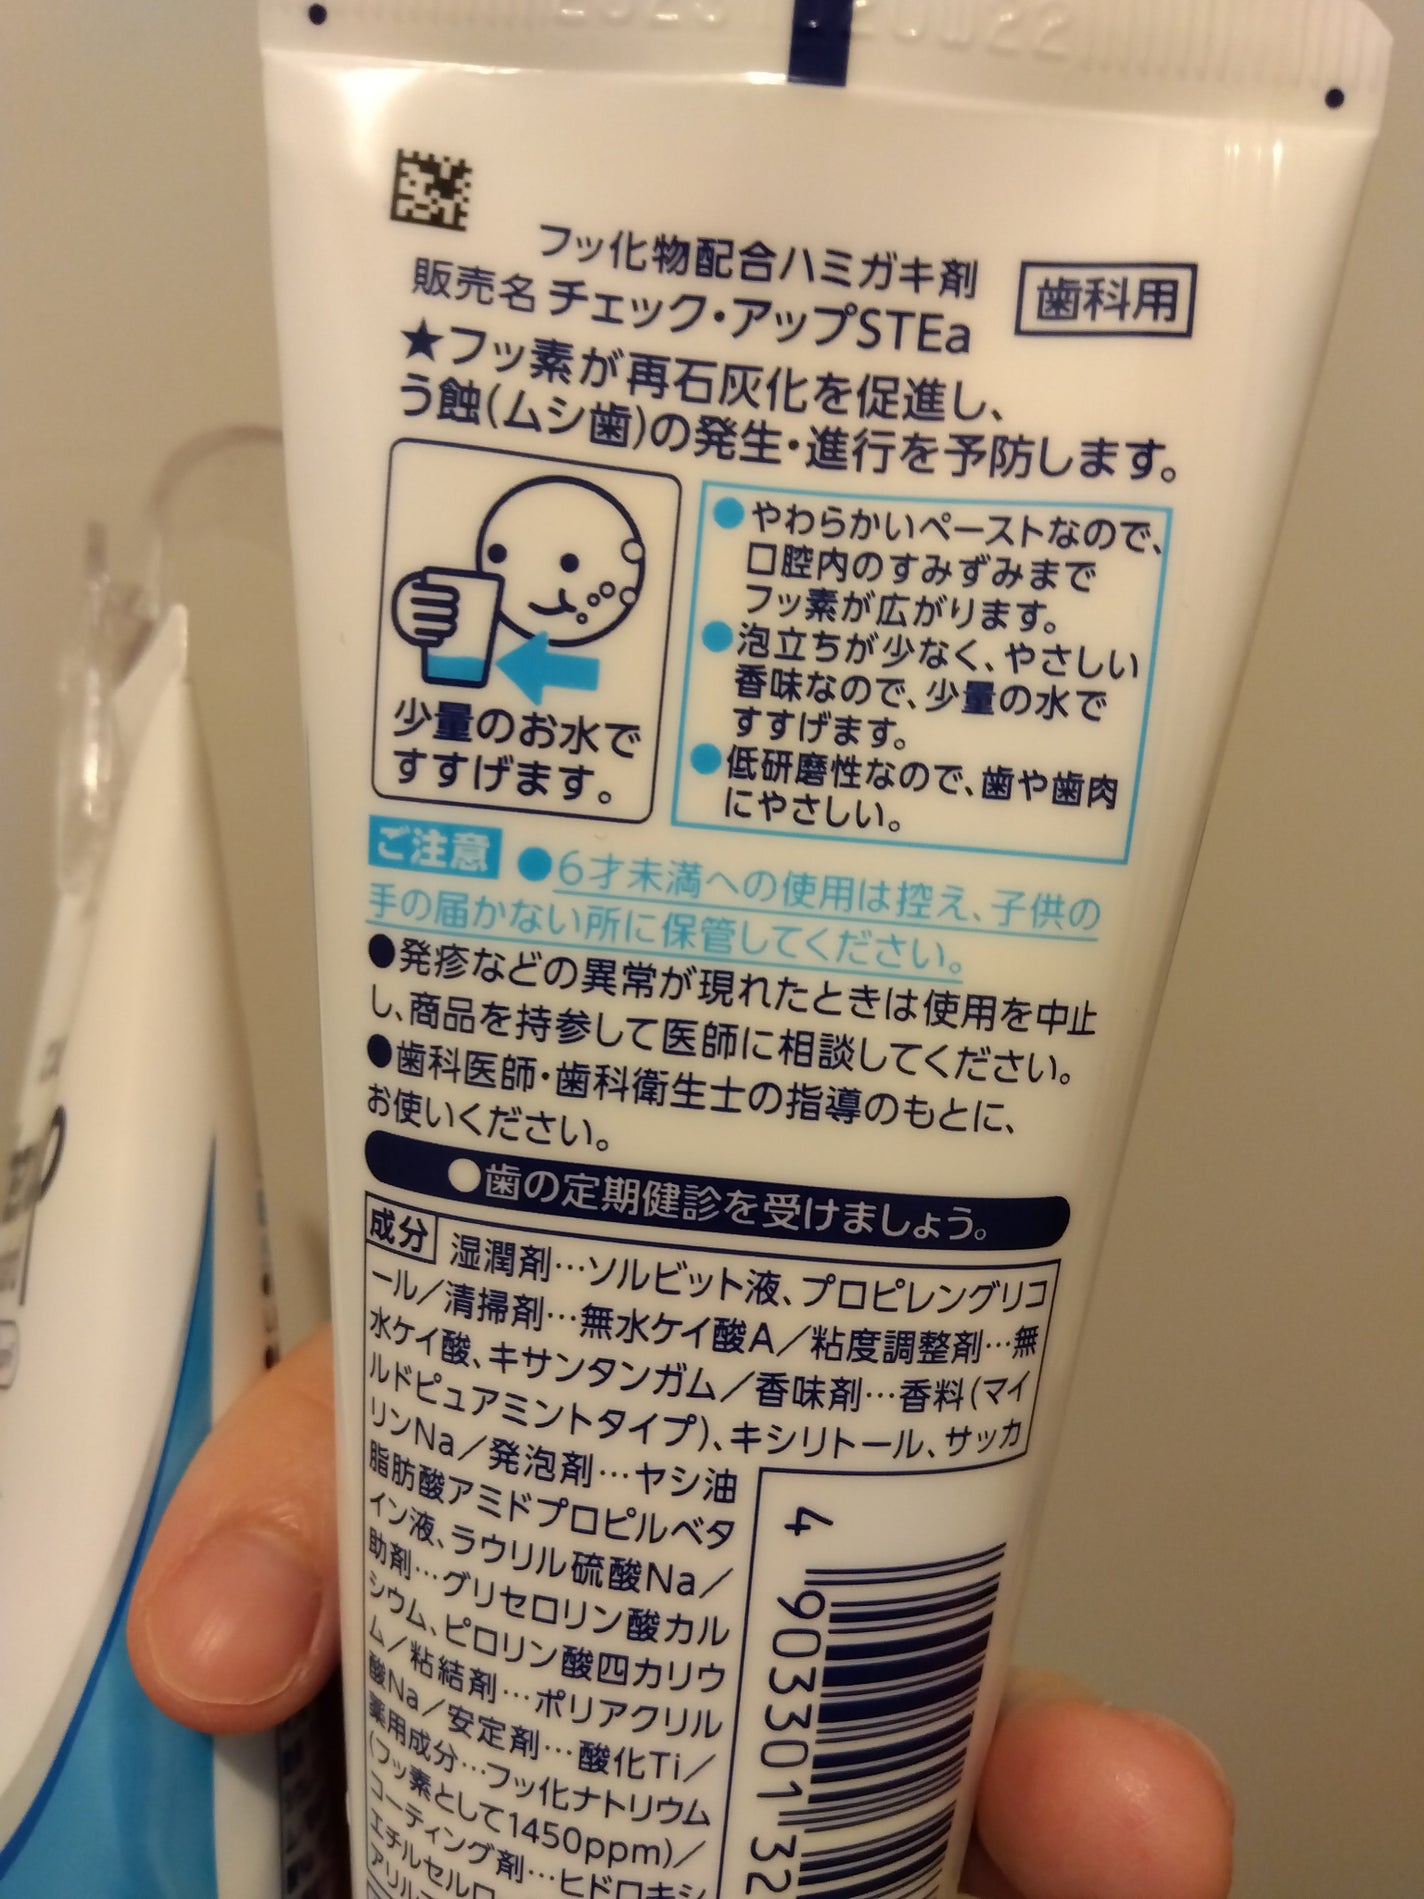 フッ化物配合ハミガキ剤
販売名 チェック・アップSTEa
歯科用
★フッ素が再石灰化を促進し、
う蝕(ムシ歯)の発生・進行を予防します。
少量のお水で
すすげます。
●やわらかいペーストなので、
口腔内のすみずみまで
フッ素が広がります。
●泡立ちが少なく、やさしい
香味なので、少量の水で
すすげます。
●低研磨性なので、歯や歯肉
にやさしい。
ご注意 ●6才未満への使用は控え、子供の
手の届かない所に保管してください。
●発疹などの異常が現れたときは使用を中止
し、商品を持参して医師に相談してください。
●歯科医師・歯科衛生士の指導のもとに、
お使いください。
●歯の定期健診を受けましょう。
成分 湿潤剤…ソルビット液、プロピレングリコ
ール／清掃剤…無水ケイ酸A／粘度調整剤…無
水ケイ酸、キサンタンガム／香味剤…香料(マイ
ルドピュアミントタイプ)、キシリトール、サッカ
リンNa／発泡剤…ヤシ油
脂肪酸アミドプロピルベタ
イン液、ラウリル硫酸Na／
助剤…グリセロリン酸カル
シウム、ピロリン酸四カリウ
ム／粘結剤…ポリアクリル
酸Na／安定剤…酸化Ti／
薬用成分…フッ化ナトリウム
(フッ素として1450ppm)／
コーティング剤…ヒドロキシ
エチルセルロ
4 903301 32